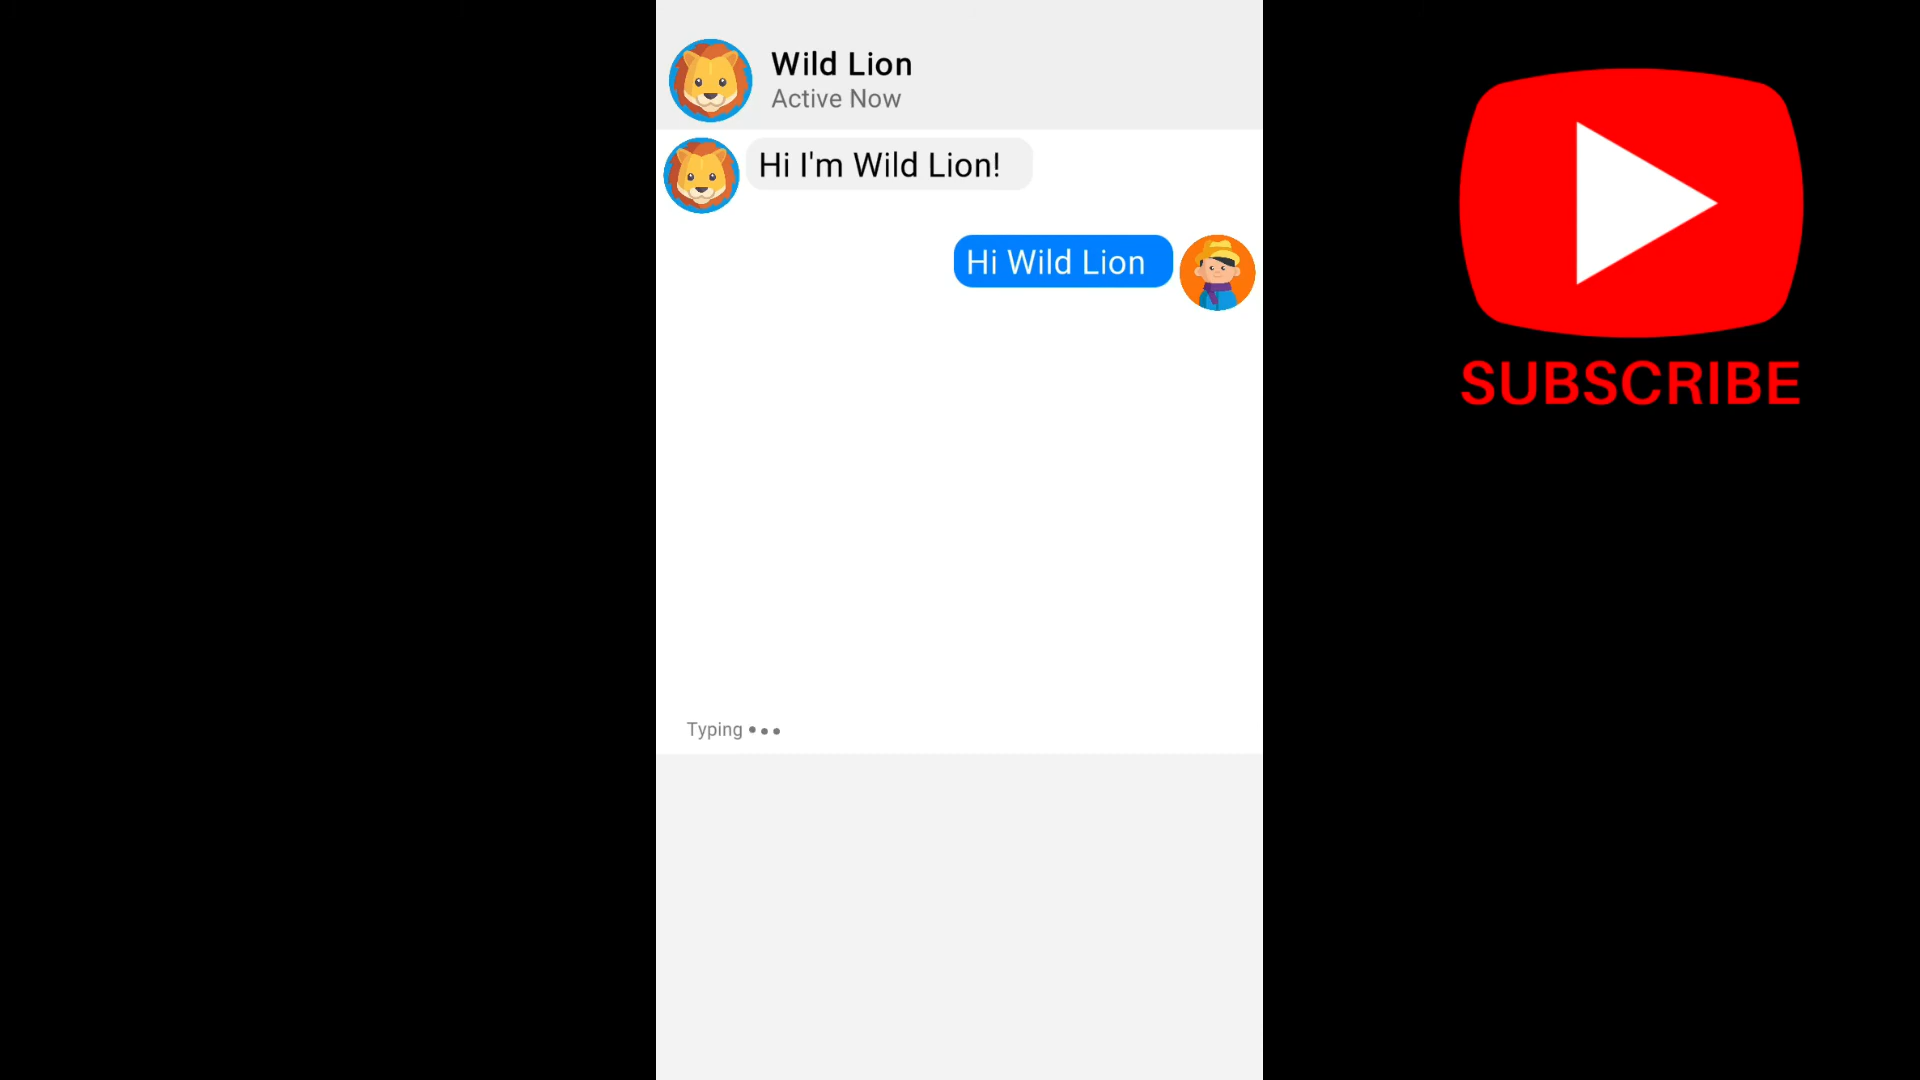 Wild Lion
Active Now
Hi I'm Wild Lion!
Hi Wild Lion
Typing
SUBSCRIBE